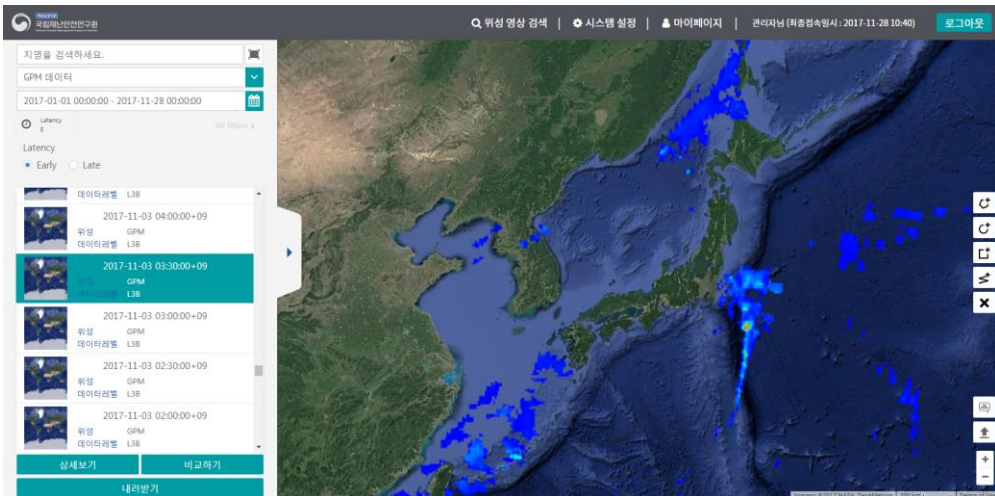 국립재난안전연구원
위성 영상 검색 | 시스템 설정 | 마이페이지 | 관리자님 (최종접속일시 : 2017-11-28 10:40) 로그아웃
지명을 검색하세요.
GPM 데이터
2017-01-01 00:00:00 - 2017-11-28 00:00:00
Latency
E
All filters >
Latency
Early Late
데이터레벨 L3B
2017-11-03 04:00:00+09
위성 GPM
데이터레벨 L3B
2017-11-03 03:30:00+09
위성 GPM
데이터레벨 L3B
2017-11-03 03:00:00+09
위성 GPM
데이터레벨 L3B
2017-11-03 02:30:00+09
위성 GPM
데이터레벨 L3B
2017-11-03 02:00:00+09
위성 GPM
데이터레벨 L3B
상세보기 비교하기
내려받기